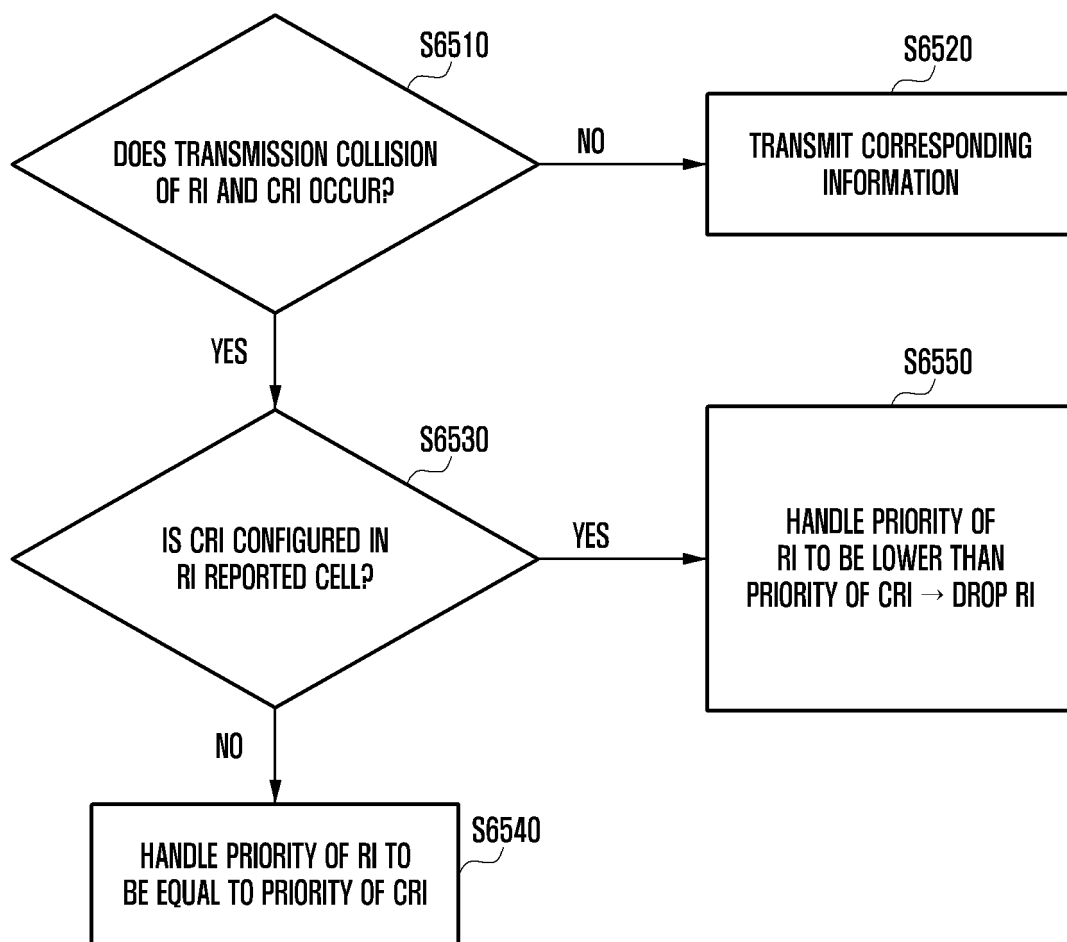 S6510
DOES TRANSMISSION COLLISION
OF RI AND CRI OCCUR?
NO
S6520
TRANSMIT CORRESPONDING
INFORMATION
YES
S6530
IS CRI CONFIGURED IN
RI REPORTED CELL?
YES
S6550
HANDLE PRIORITY OF
RI TO BE LOWER THAN
PRIORITY OF CRI → DROP RI
NO
S6540
HANDLE PRIORITY OF RI TO
BE EQUAL TO PRIORITY OF CRI